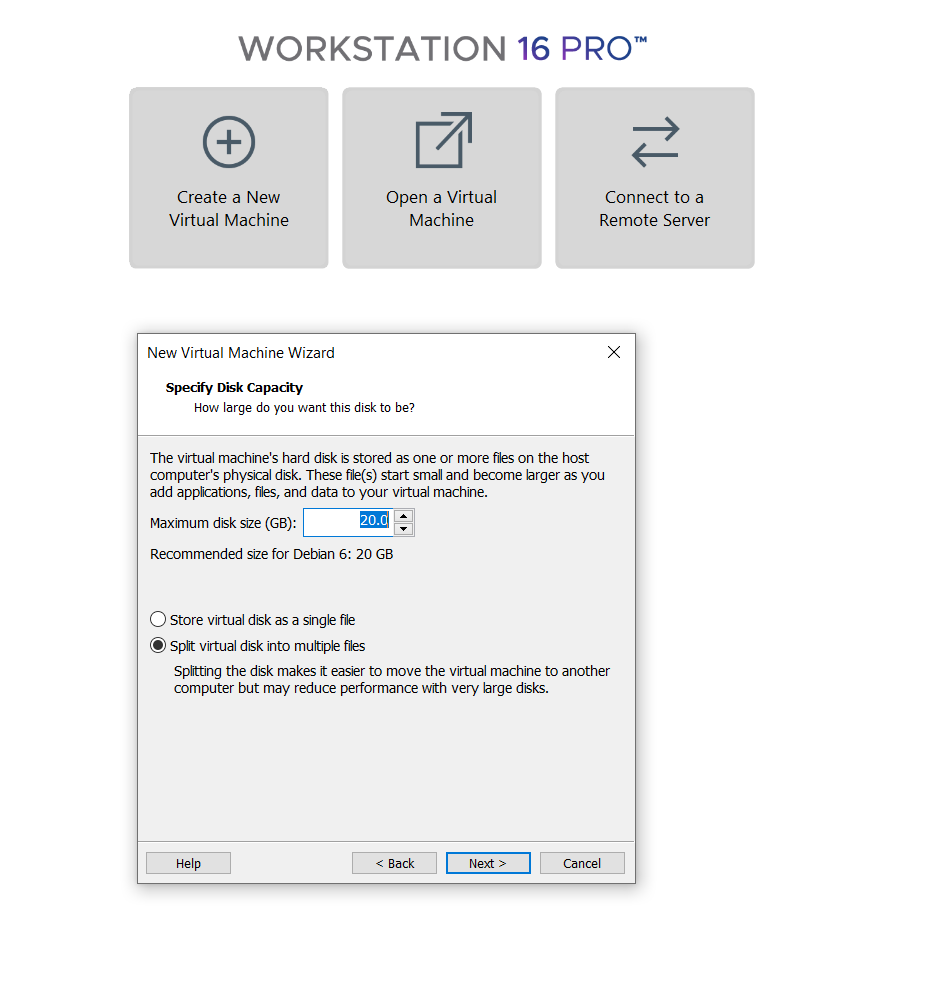 WORKSTATION 16 PRO™
Create a New
Virtual Machine
Open a Virtual
Machine
Connect to a
Remote Server
New Virtual Machine Wizard
Specify Disk Capacity
How large do you want this disk to be?
The virtual machine's hard disk is stored as one or more files on the host
computer's physical disk. These file(s) start small and become larger as you
add applications, files, and data to your virtual machine.
Maximum disk size (GB): 20.0
Recommended size for Debian 6: 20 GB
Store virtual disk as a single file
Split virtual disk into multiple files
Splitting the disk makes it easier to move the virtual machine to another
computer but may reduce performance with very large disks.
Help < Back Next > Cancel